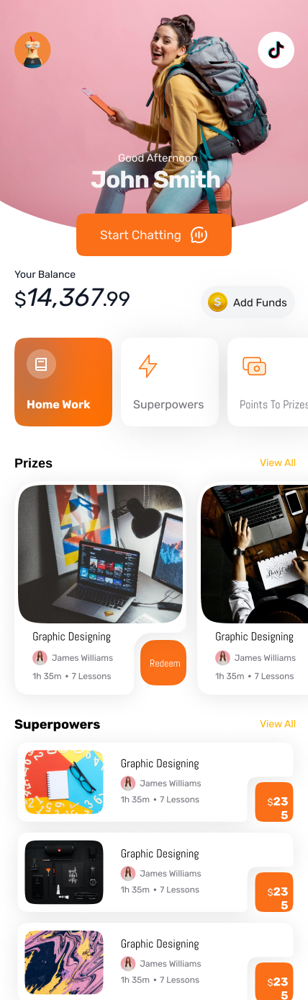 Good Afternoon
John Smith
Start Chatting
Your Balance
$14,367.99
Add Funds
Home Work
Superpowers
Points To Prizes
Prizes
View All
Graphic Designing
James Williams
1h 35m • 7 Lessons
Redeem
Graphic Designing
James Williams
1h 35m • 7 Lessons
Superpowers
View All
Graphic Designing
James Williams
1h 35m • 7 Lessons
$23
5
Graphic Designing
James Williams
1h 35m • 7 Lessons
$23
5
Graphic Designing
James Williams
1h 35m • 7 Lessons
$23
5